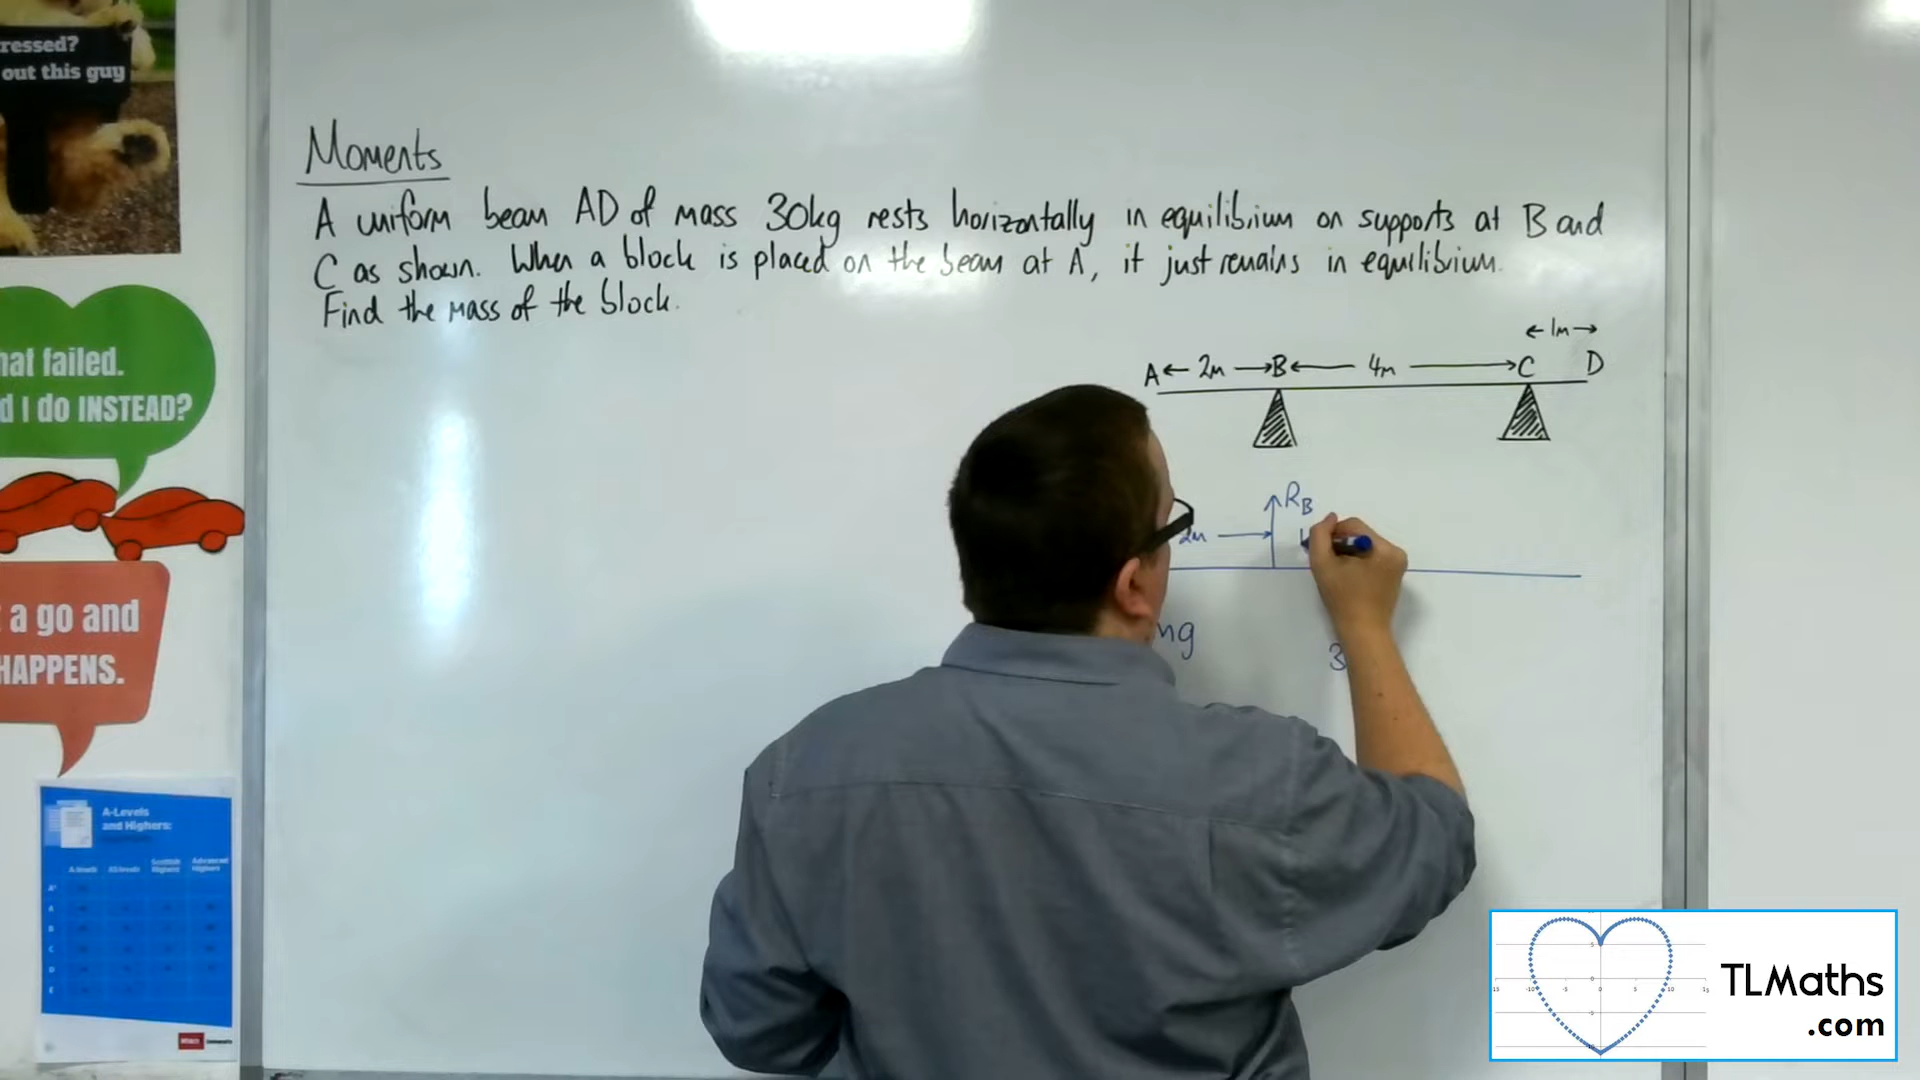 ressed?
out this guy
hat failed.
d I do INSTEAD?
a go and
HAPPENS.
A-Levels
and Highers:
Moments
A uniform beam AD of mass 30kg rests horizontally in equilibrium on supports at B and
C as shown. When a block is placed on the beam at A, it just remains in equilibrium.
Find the mass of the block.
← 1m →
A ← 2m → B ← 4m → C D
R_B
2m →
mg
3
TLMaths
.com